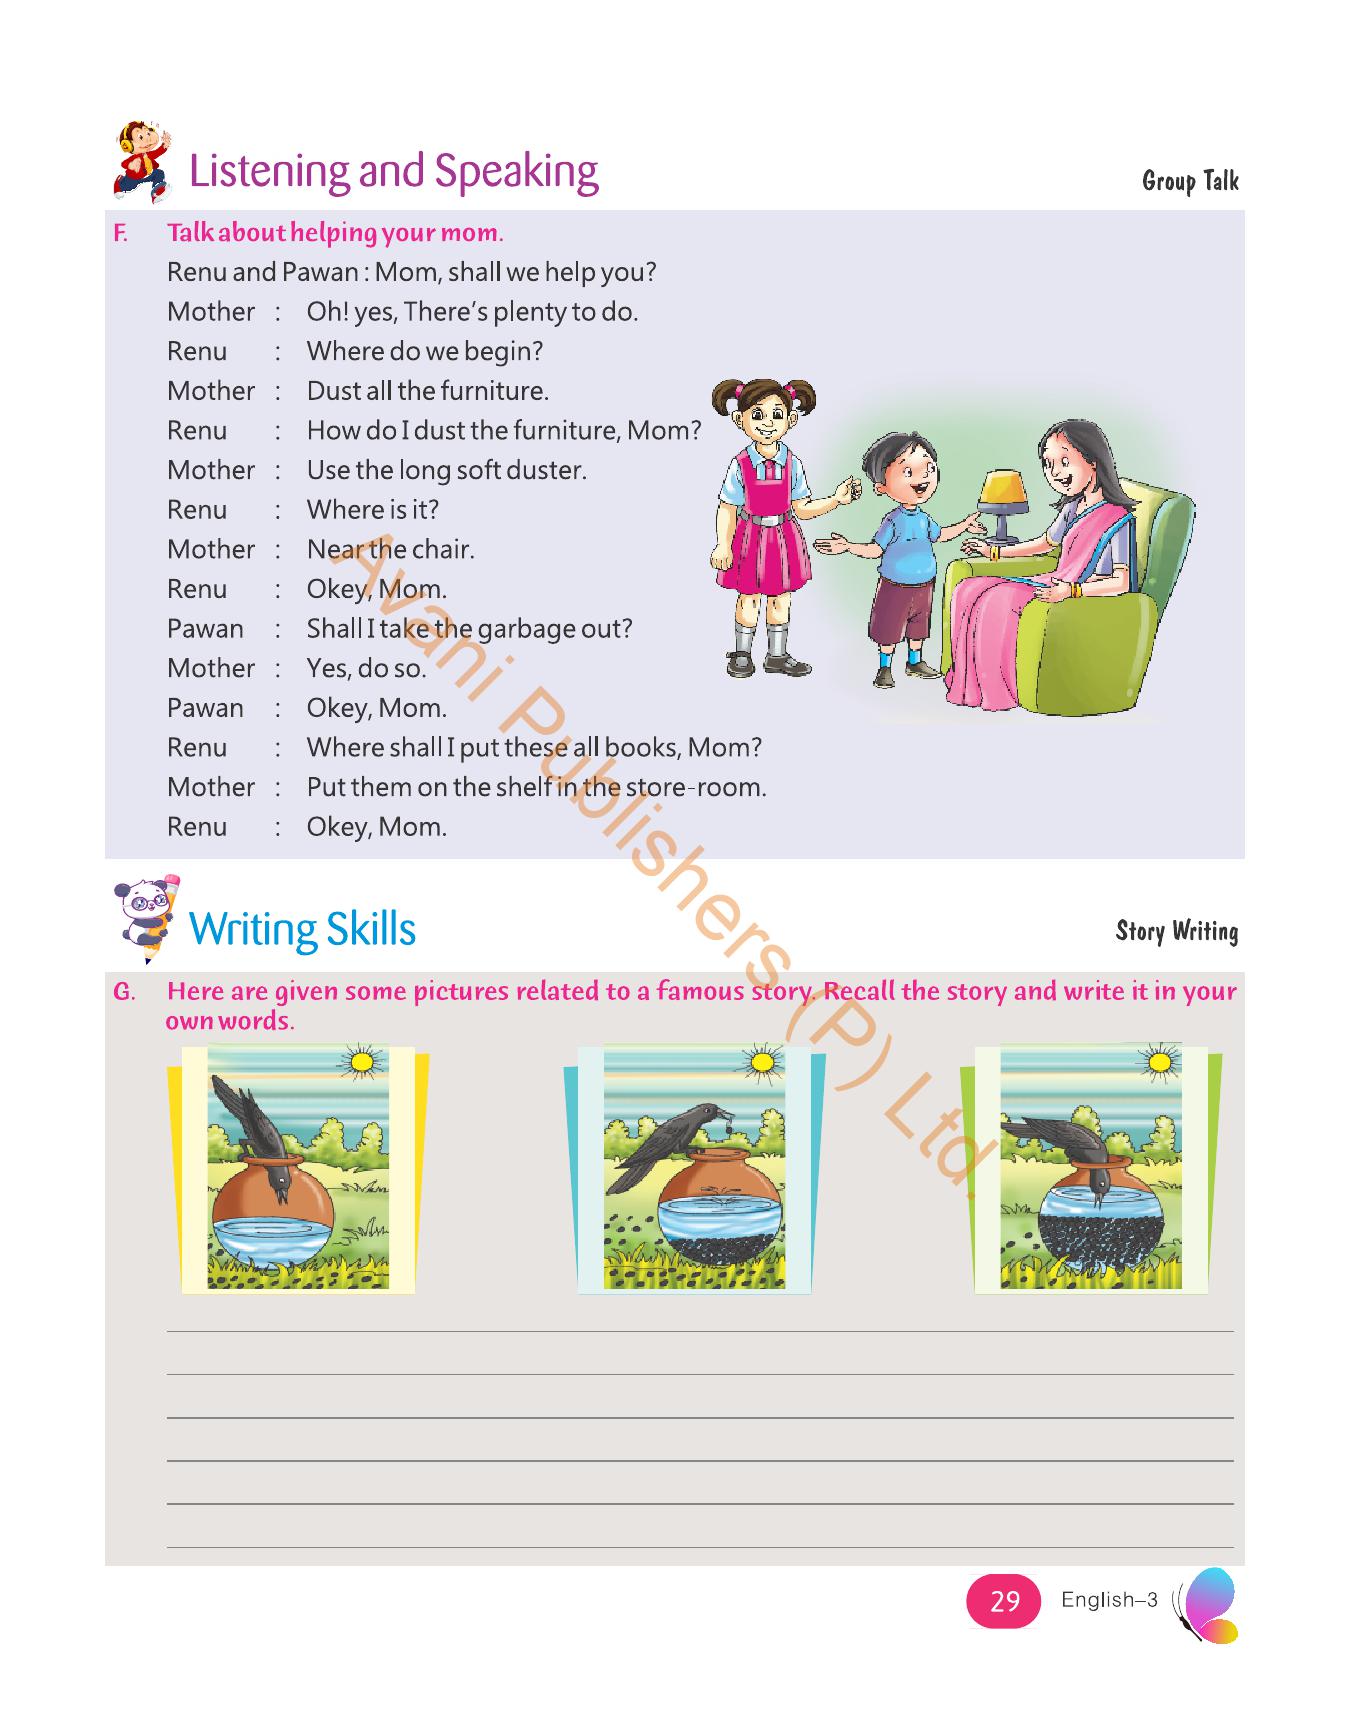 Listening and Speaking
Group Talk
F. Talk about helping your mom.
Renu and Pawan : Mom, shall we help you?
Mother : Oh! yes, There’s plenty to do.
Renu : Where do we begin?
Mother : Dust all the furniture.
Renu : How do I dust the furniture, Mom?
Mother : Use the long soft duster.
Renu : Where is it?
Mother : Near the chair.
Renu : Okey, Mom.
Pawan : Shall I take the garbage out?
Mother : Yes, do so.
Pawan : Okey, Mom.
Renu : Where shall I put these all books, Mom?
Mother : Put them on the shelf in the store-room.
Renu : Okey, Mom.
Avani Publishers (P) Ltd.
Writing Skills
Story Writing
G. Here are given some pictures related to a famous story. Recall the story and write it in your
own words.
29 English–3